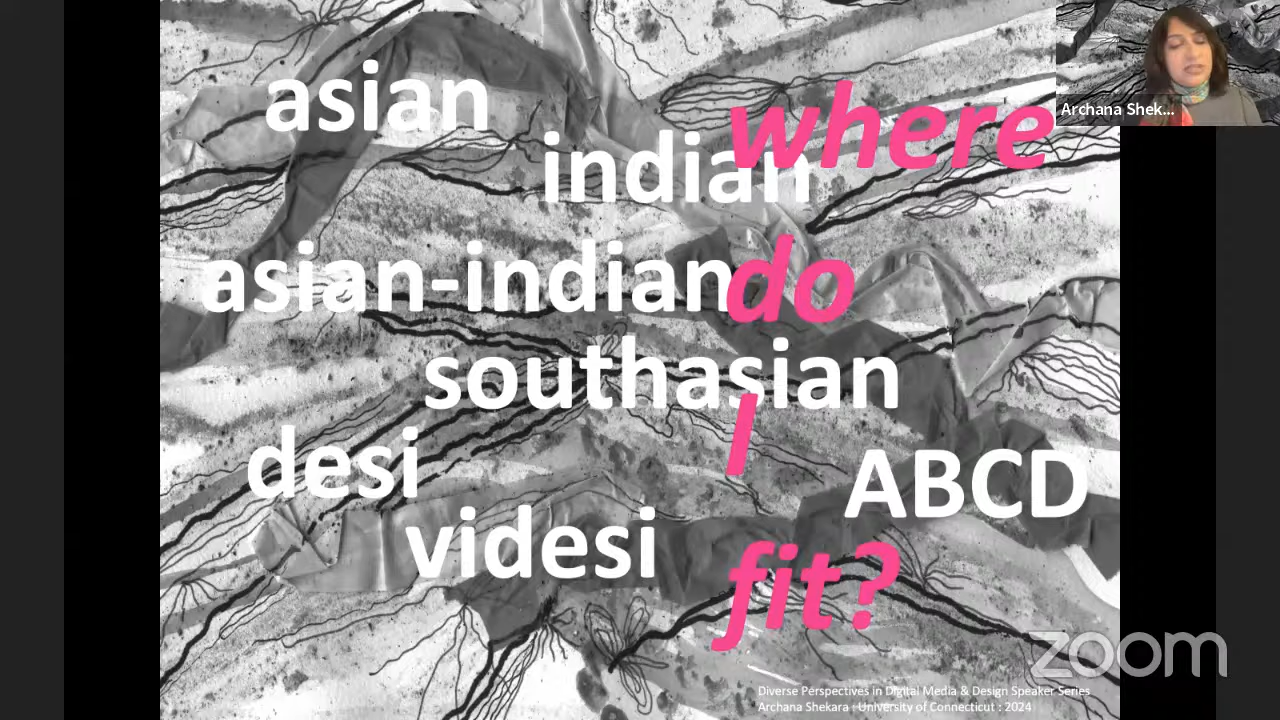 asian
indian
asian-indian
southasian
desi
ABCD
videsi
where
do
I
fit?
Archana Shek...
zoom
Diverse Perspectives in Digital Media & Design Speaker Series
Archana Shekara : University of Connecticut : 2024